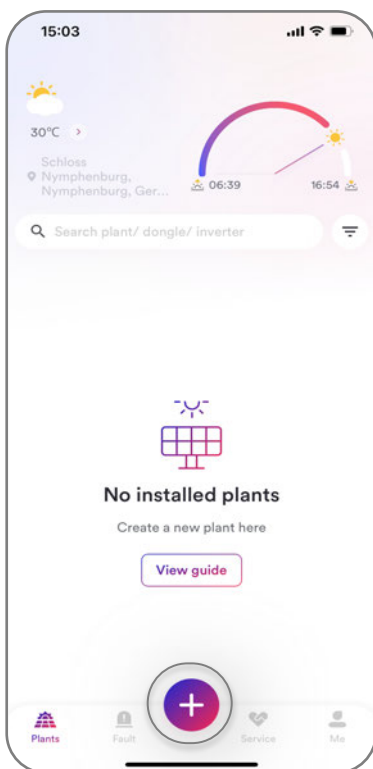 15:03
30°C
Schloss
Nymphenburg,
Nymphenburg, Ger...
06:39
16:54
Search plant/ dongle/ inverter
No installed plants
Create a new plant here
View guide
Plants
Fault
Service
Me